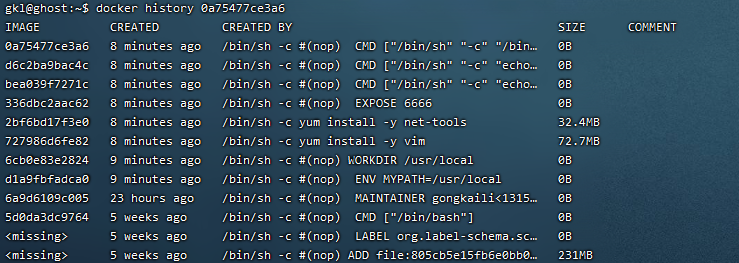 gkl@ghost:~$ docker history 0a75477ce3a6
IMAGE CREATED CREATED BY SIZE COMMENT
0a75477ce3a6 8 minutes ago /bin/sh -c #(nop) CMD ["/bin/sh" "-c" "/bin… 0B
d6c2ba9bac4c 8 minutes ago /bin/sh -c #(nop) CMD ["/bin/sh" "-c" "echo… 0B
bea039f7271c 8 minutes ago /bin/sh -c #(nop) CMD ["/bin/sh" "-c" "echo… 0B
336dbc2aac62 8 minutes ago /bin/sh -c #(nop) EXPOSE 6666 0B
2bf6bd17f3e0 8 minutes ago /bin/sh -c yum install -y net-tools 32.4MB
727986d6fe82 8 minutes ago /bin/sh -c yum install -y vim 72.7MB
6cb0e83e2824 9 minutes ago /bin/sh -c #(nop) WORKDIR /usr/local 0B
d1a9fbfadca0 9 minutes ago /bin/sh -c #(nop) ENV MYPATH=/usr/local 0B
6a9d6109c005 23 hours ago /bin/sh -c #(nop) MAINTAINER gongkaili<1315… 0B
5d0da3dc9764 5 weeks ago /bin/sh -c #(nop) CMD ["/bin/bash"] 0B
<missing> 5 weeks ago /bin/sh -c #(nop) LABEL org.label-schema.sc… 0B
<missing> 5 weeks ago /bin/sh -c #(nop) ADD file:805cb5e15fb6e0bb0… 231MB